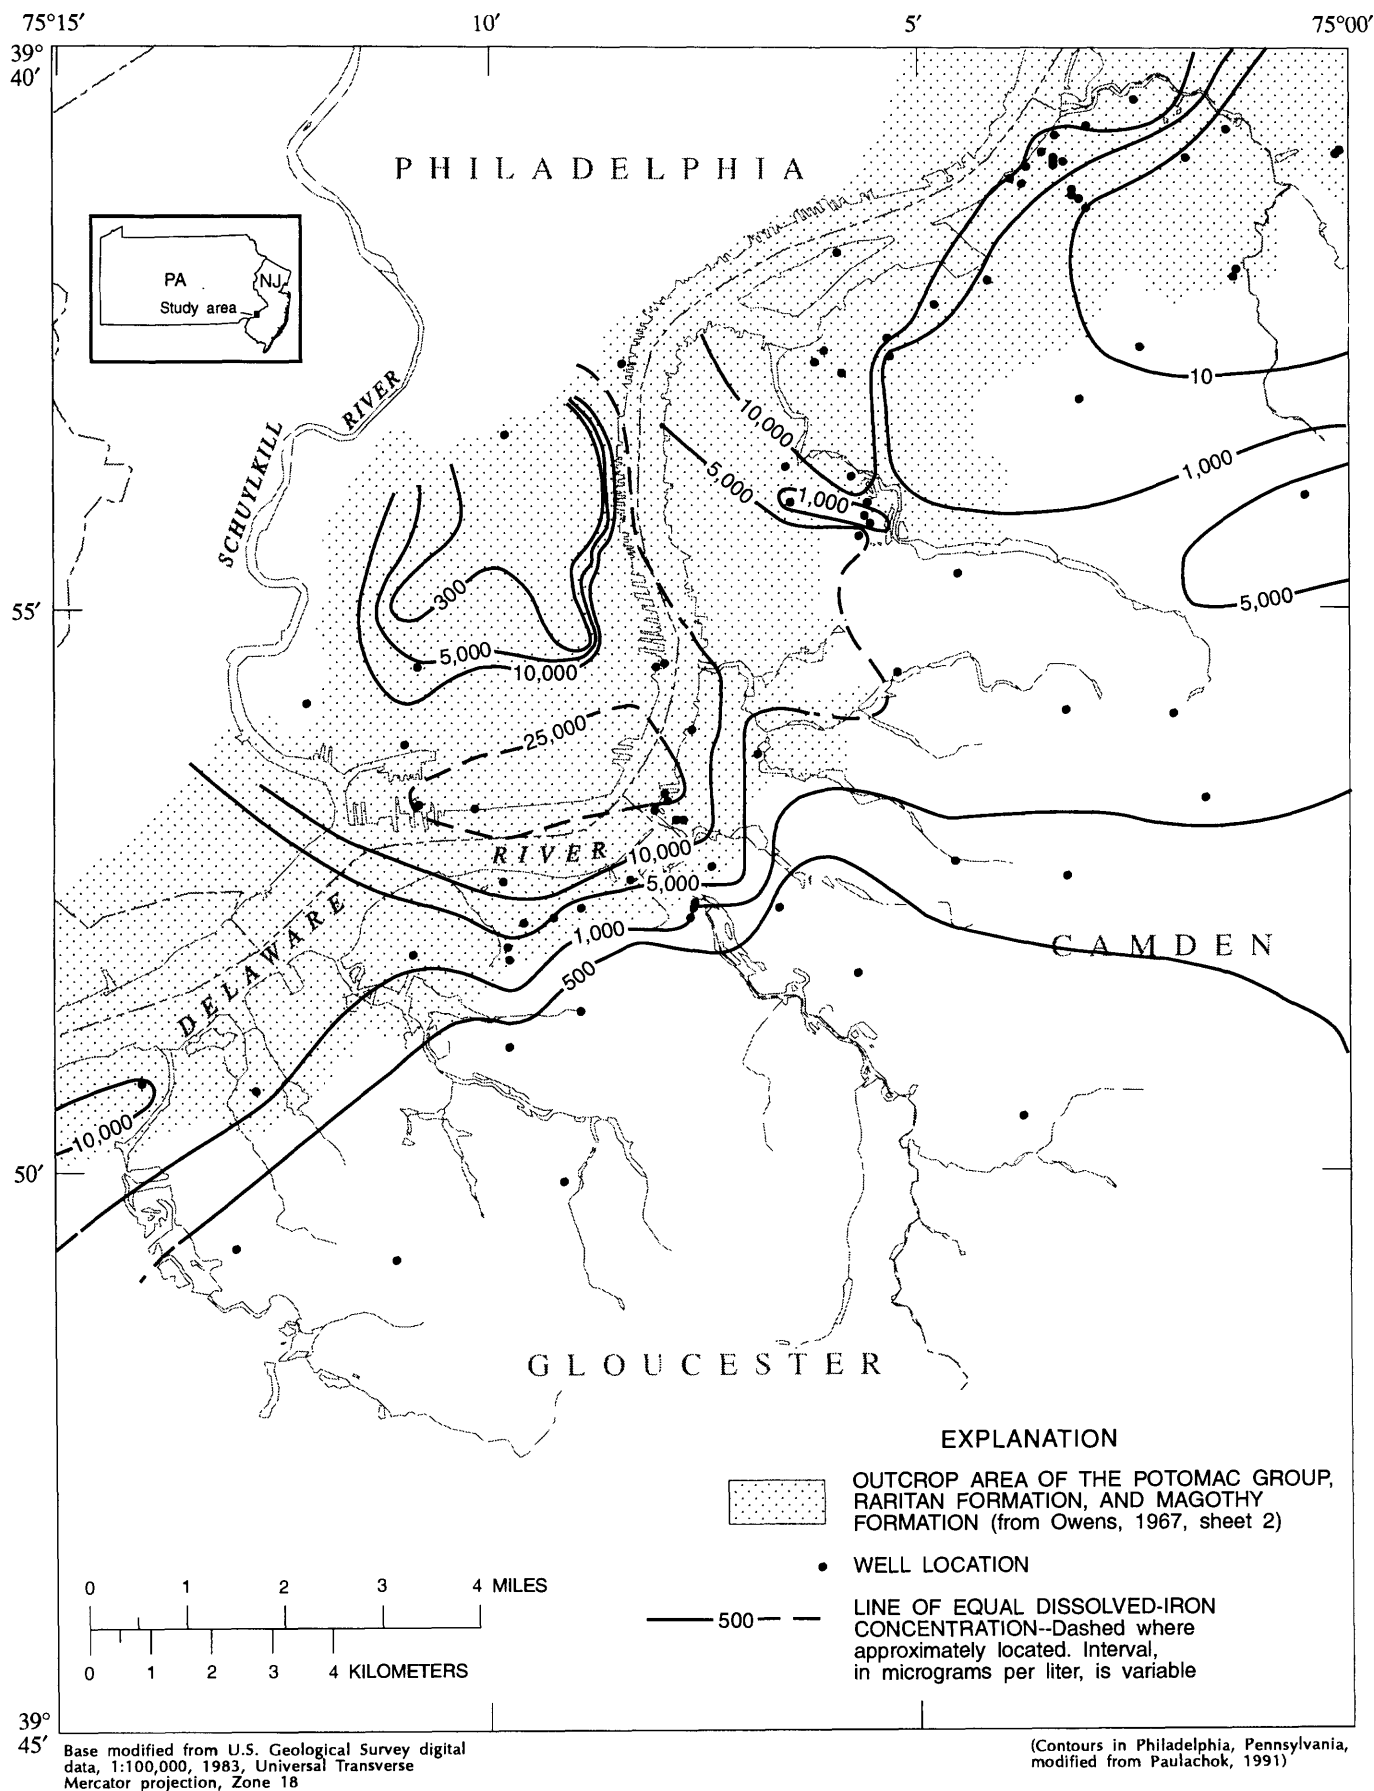 75°15′
10′
5′
75°00′
39°
40′
PHILADELPHIA
PA
NJ
Study area
SCHUYLKILL
RIVER
10
10,000
1,000
5,000
1,000
300
5,000
55′
5,000
10,000
25,000
RIVER
10,000
5,000
DELAWARE
1,000
CAMDEN
500
10,000
50′
GLOUCESTER
EXPLANATION
OUTCROP AREA OF THE POTOMAC GROUP,
RARITAN FORMATION, AND MAGOTHY
FORMATION (from Owens, 1967, sheet 2)
WELL LOCATION
500
LINE OF EQUAL DISSOLVED-IRON
CONCENTRATION--Dashed where
approximately located. Interval,
in micrograms per liter, is variable
0 1 2 3 4 MILES
0 1 2 3 4 KILOMETERS
39°
45′
Base modified from U.S. Geological Survey digital
data, 1:100,000, 1983, Universal Transverse
Mercator projection, Zone 18
(Contours in Philadelphia, Pennsylvania,
modified from Paulachok, 1991)